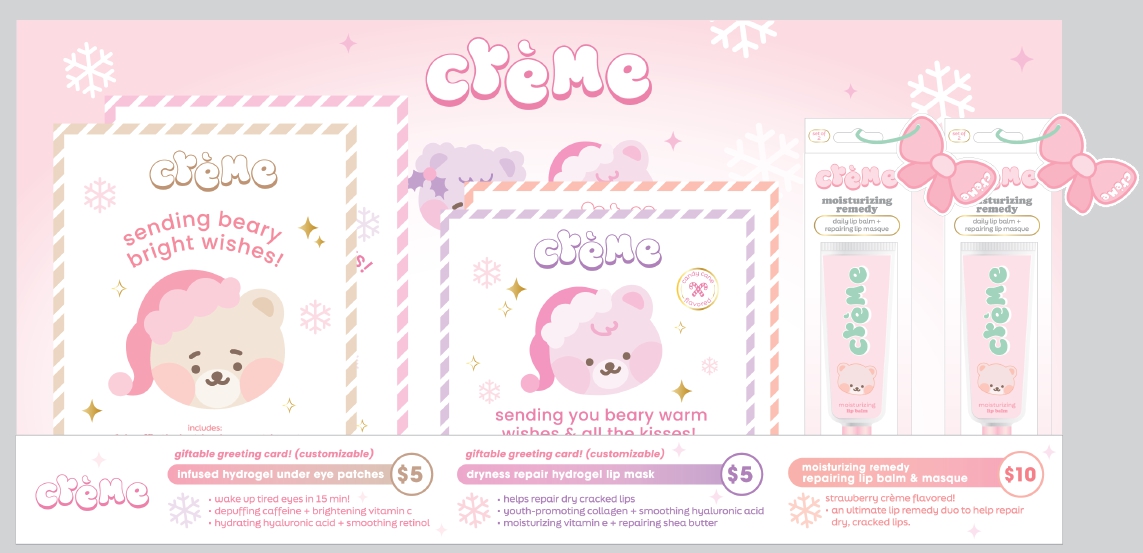 crème
crème
sending beary
bright wishes!
includes:
s!
crème
candy cane
flavored
sending you beary warm
wishes & all the kisses!
set of
2
crème
moisturizing
remedy
daily lip balm +
repairing lip masque
crème
moisturizing
lip balm
crème
set of
2
crème
moisturizing
remedy
daily lip balm +
repairing lip masque
crème
moisturizing
lip balm
crème
crème
giftable greeting card! (customizable)
infused hydrogel under eye patches
$5
• wake up tired eyes in 15 min!
• depuffing caffeine + brightening vitamin c
• hydrating hyaluronic acid + smoothing retinol
giftable greeting card! (customizable)
dryness repair hydrogel lip mask
$5
• helps repair dry cracked lips
• youth-promoting collagen + smoothing hyaluronic acid
• moisturizing vitamin e + repairing shea butter
moisturizing remedy
repairing lip balm & masque
$10
strawberry crème flavored!
• an ultimate lip remedy duo to help repair
dry, cracked lips.